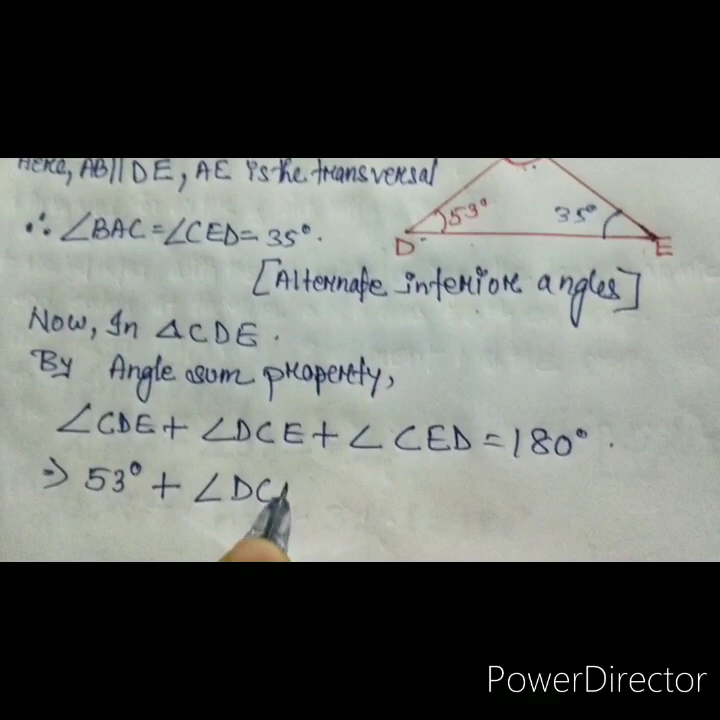 Here, AB||DE, AE is the transversal
∴ ∠BAC=∠CED=35°.
53°
35°
D
E
[Alternate interior angles]
Now, In △CDE.
By Angle sum property,
∠CDE+ ∠DCE+∠CED=180°.
⇒ 53°+∠DC
PowerDirector